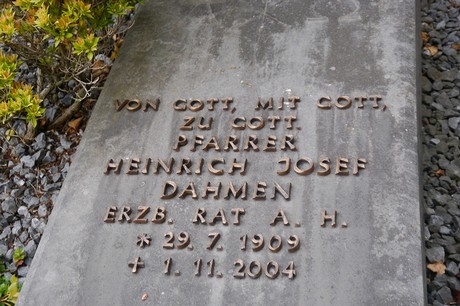 VON GOTT, MIT GOTT,
ZU GOTT.
PFARRER
HEINRICH JOSEF
DAHMEN
ERZB. RAT A. H.
* 29. 7. 1909
+ 1. 11. 2004